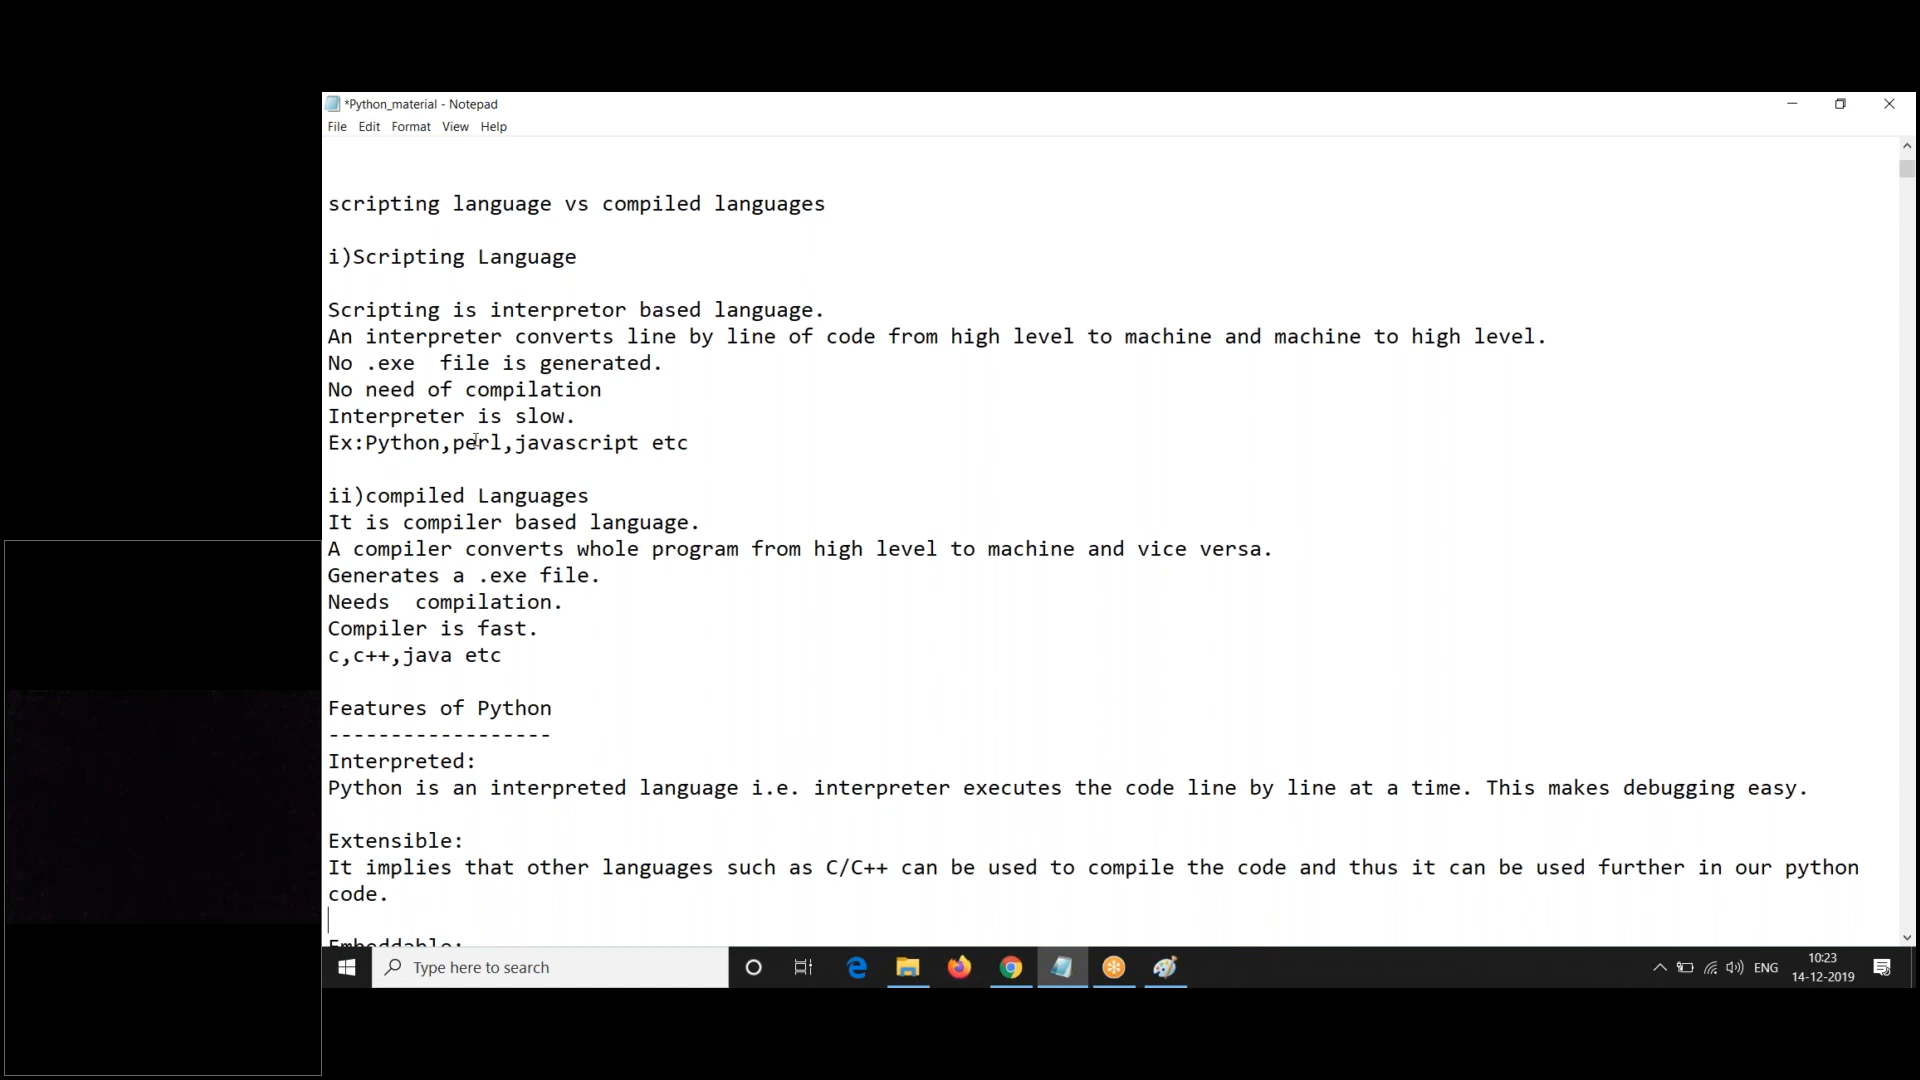 *Python_material - Notepad
File Edit Format View Help
scripting language vs compiled languages
i)Scripting Language
Scripting is interpretor based language.
An interpreter converts line by line of code from high level to machine and machine to high level.
No .exe  file is generated.
No need of compilation
Interpreter is slow.
Ex:Python,perl,javascript etc
ii)compiled Languages
It is compiler based language.
A compiler converts whole program from high level to machine and vice versa.
Generates a .exe file.
Needs  compilation.
Compiler is fast.
c,c++,java etc
Features of Python
------------------
Interpreted:
Python is an interpreted language i.e. interpreter executes the code line by line at a time. This makes debugging easy.
Extensible:
It implies that other languages such as C/C++ can be used to compile the code and thus it can be used further in our python
code.
Embeddable:
Type here to search
ENG
10:23
14-12-2019